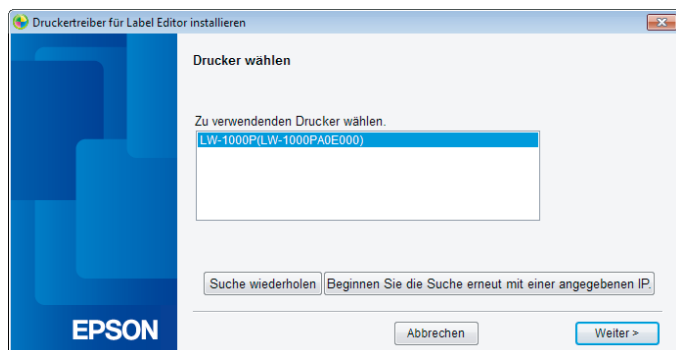 Druckertreiber für Label Editor installieren
Drucker wählen
Zu verwendenden Drucker wählen.
LW-1000P(LW-1000PA0E000)
Suche wiederholen
Beginnen Sie die Suche erneut mit einer angegebenen IP.
EPSON
Abbrechen
Weiter >